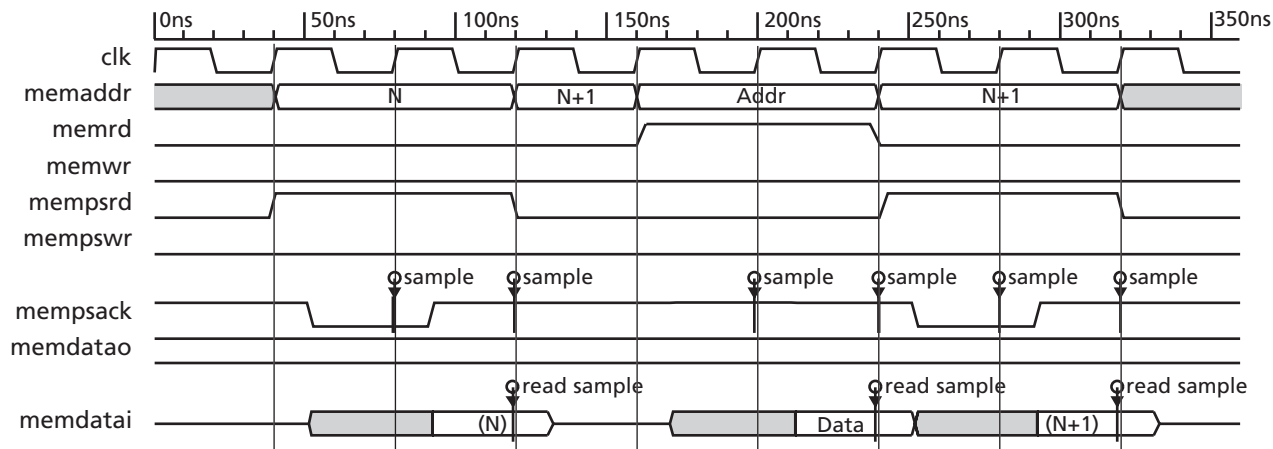 0ns 50ns 100ns 150ns 200ns 250ns 300ns 350ns
clk
memaddr N N+1 Addr N+1
memrd
memwr
mempsrd
mempswr
sample sample sample sample sample sample
mempsack
memdatao
read sample read sample read sample
memdatai (N) Data (N+1)